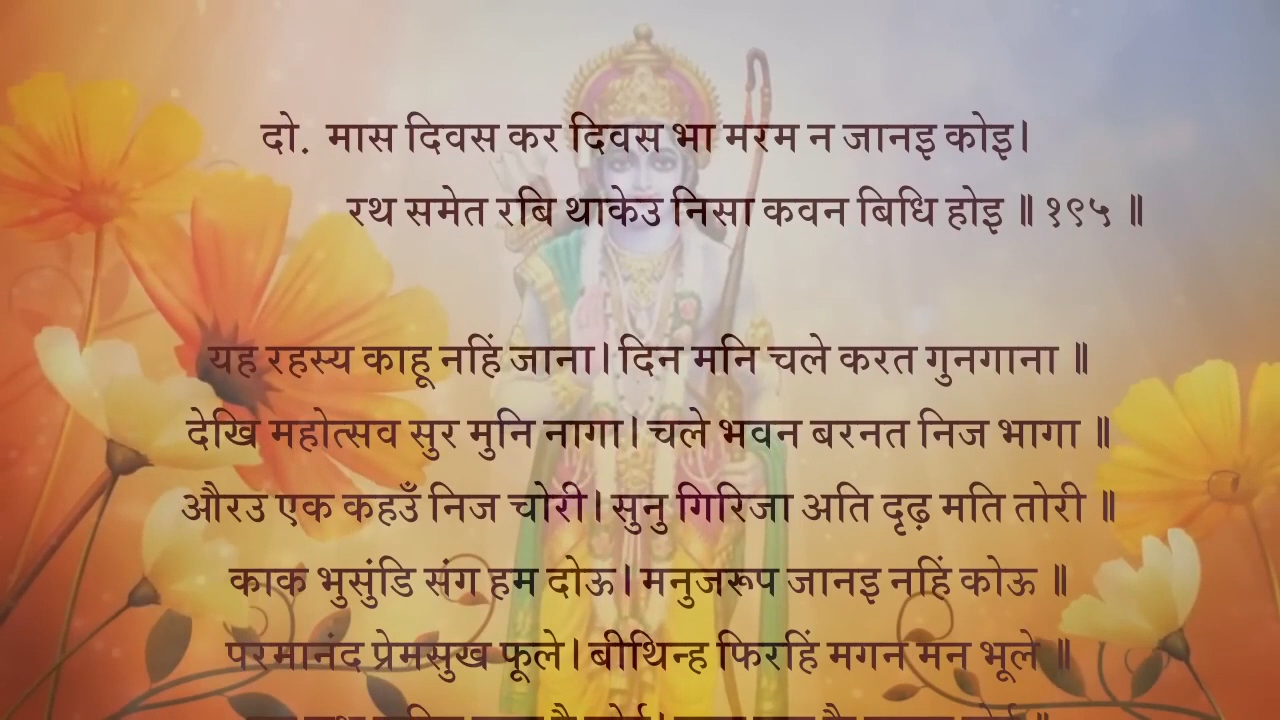 दो. मास दिवस कर दिवस भा मरम न जानइ कोइ।
रथ समेत रबि थाकेउ निसा कवन बिधि होइ ॥ १९५ ॥
यह रहस्य काहू नहिं जाना। दिन मनि चले करत गुनगाना ॥
देखि महोत्सव सुर मुनि नागा। चले भवन बरनत निज भागा ॥
औरउ एक कहउँ निज चोरी। सुनु गिरिजा अति दृढ़ मति तोरी ॥
काक भुसुंडि संग हम दोऊ। मनुजरूप जानइ नहिं कोऊ ॥
परमानंद प्रेमसुख फूले। बीथिन्ह फिरहिं मगन मन भूले ॥